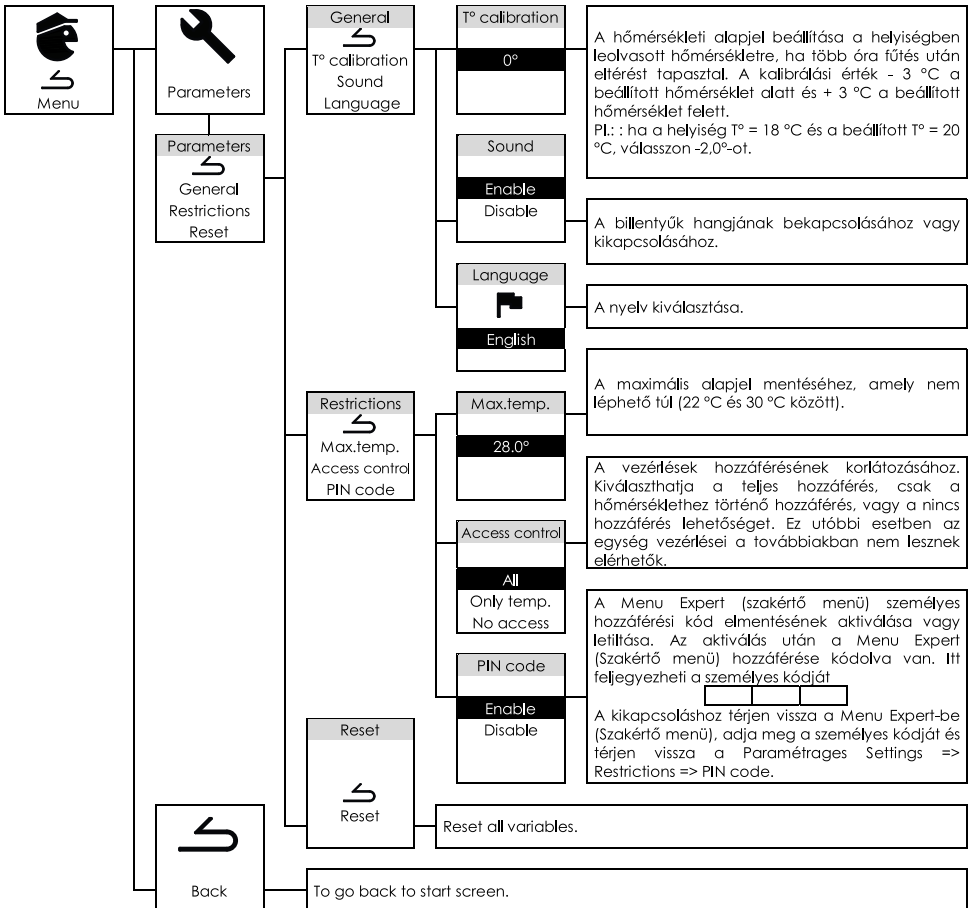 Menu
Parameters
Parameters
General
Restrictions
Reset
General
T° calibration
Sound
Language
T° calibration
0°
A hőmérsékleti alapjel beállítása a helyiségben
leolvasott hőmérsékletre, ha több óra fűtés után
eltérést tapasztal. A kalibrálási érték - 3 °C a
beállított hőmérséklet alatt és + 3 °C a beállított
hőmérséklet felett.
Pl.: : ha a helyiség T° = 18 °C és a beállított T° = 20
°C, válasszon -2,0°-ot.
Sound
Enable
Disable
A billentyűk hangjának bekapcsolásához vagy
kikapcsolásához.
Language
English
A nyelv kiválasztása.
Restrictions
Max.temp.
Access control
PIN code
Max.temp.
28.0°
A maximális alapjel mentéséhez, amely nem
léphető túl (22 °C és 30 °C között).
Access control
All
Only temp.
No access
A vezérlések hozzáférésének korlátozásához.
Kiválaszthatja a teljes hozzáférés, csak a
hőmérséklethez történő hozzáférés, vagy a nincs
hozzáférés lehetőséget. Ez utóbbi esetben az
egység vezérlései a továbbiakban nem lesznek
elérhetők.
PIN code
Enable
Disable
A Menu Expert (szakértő menü) személyes
hozzáférési kód elmentésének aktiválása vagy
letiltása. Az aktiválás után a Menu Expert
(Szakértő menü) hozzáférése kódolva van. Itt
feljegyezheti a személyes kódját
A kikapcsoláshoz térjen vissza a Menu Expert-be
(Szakértő menü), adja meg a személyes kódját és
térjen vissza a Paramétrages Settings =>
Restrictions => PIN code.
Reset
Reset
Reset all variables.
Back
To go back to start screen.